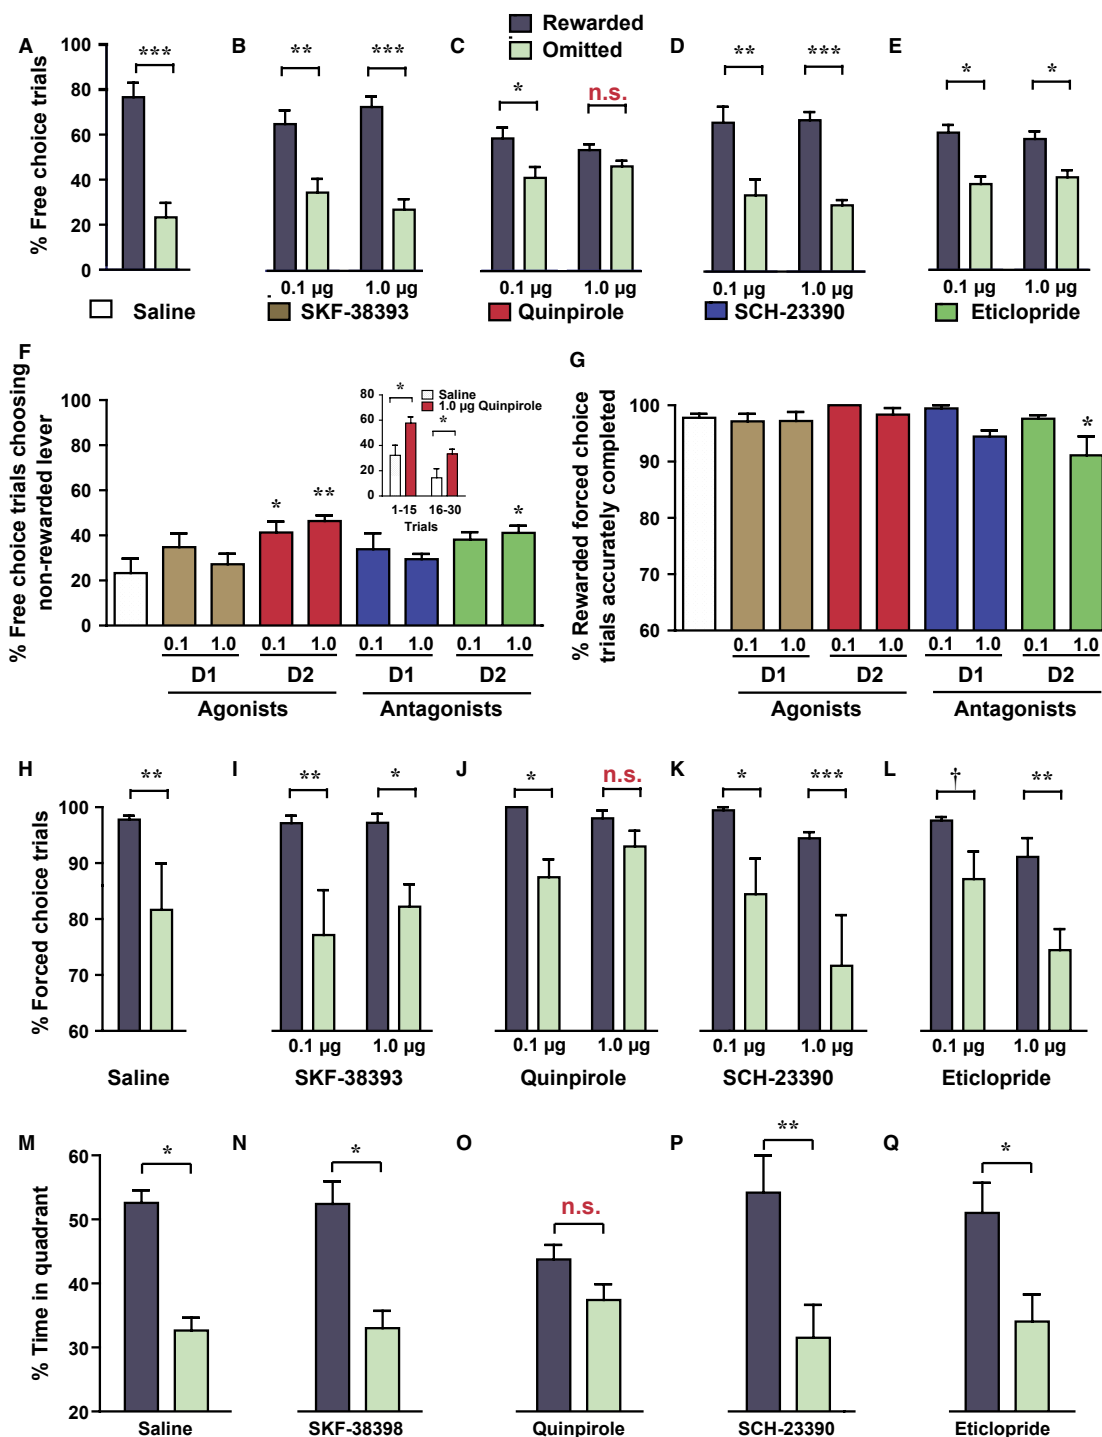 Rewarded
Omitted
A
B
C
D
E
% Free choice trials
100
80
60
40
20
0
***
**
***
*
n.s.
**
***
*
*
0.1 µg
1.0 µg
0.1 µg
1.0 µg
0.1 µg
1.0 µg
0.1 µg
1.0 µg
Saline
SKF-38393
Quinpirole
SCH-23390
Eticlopride
F
% Free choice trials choosing
non-rewarded lever
100
80
60
40
20
0
*
**
*
0.1
1.0
0.1
1.0
0.1
1.0
0.1
1.0
D1
D2
D1
D2
Agonists
Antagonists
80
60
40
20
0
*
*
Saline
1.0 µg Quinpirole
1-15
16-30
Trials
G
% Rewarded forced choice
trials accurately completed
100
90
80
70
60
*
0.1
1.0
0.1
1.0
0.1
1.0
0.1
1.0
D1
D2
D1
D2
Agonists
Antagonists
H
I
J
K
L
% Forced choice trials
100
90
80
70
60
**
**
*
*
n.s.
*
***
†
**
0.1 µg
1.0 µg
0.1 µg
1.0 µg
0.1 µg
1.0 µg
0.1 µg
1.0 µg
Saline
SKF-38393
Quinpirole
SCH-23390
Eticlopride
M
N
O
P
Q
% Time in quadrant
60
50
40
30
20
*
*
n.s.
**
*
Saline
SKF-38398
Quinpirole
SCH-23390
Eticlopride